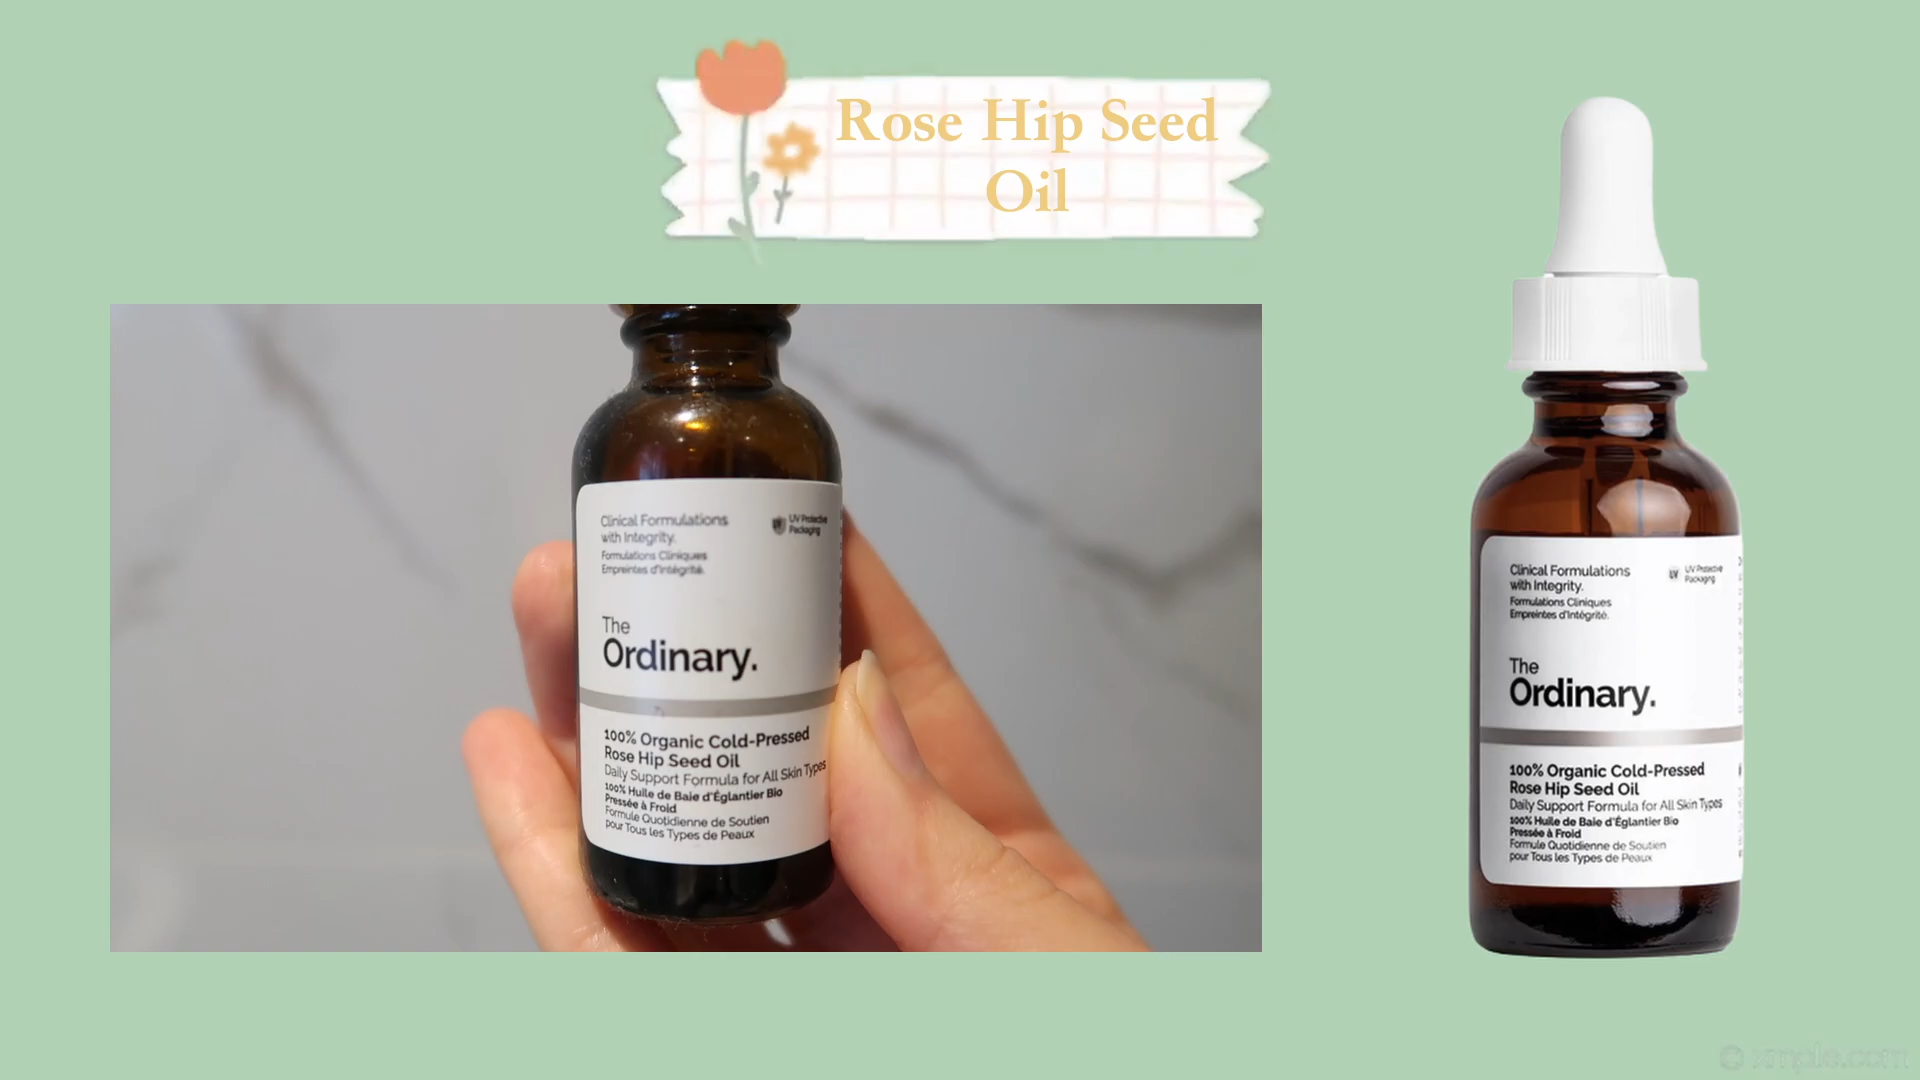 Rose Hip Seed
Oil
Clinical Formulations
with Integrity.
Formulations Cliniques
Empreintes d'Intégrité.
UV Protective
Packaging
The
Ordinary.
100% Organic Cold-Pressed
Rose Hip Seed Oil
Daily Support Formula for All Skin Types
100% Huile de Baie d'Églantier Bio
Pressée à Froid
Formule Quotidienne de Soutien
pour Tous les Types de Peaux
Clinical Formulations
with Integrity.
Formulations Cliniques
Empreintes d'Intégrité.
UV
UV Protective
Packaging
The
Ordinary.
100% Organic Cold-Pressed
Rose Hip Seed Oil
Daily Support Formula for All Skin Types
100% Huile de Baie d'Églantier Bio
Pressée à Froid
Formule Quotidienne de Soutien
pour Tous les Types de Peaux